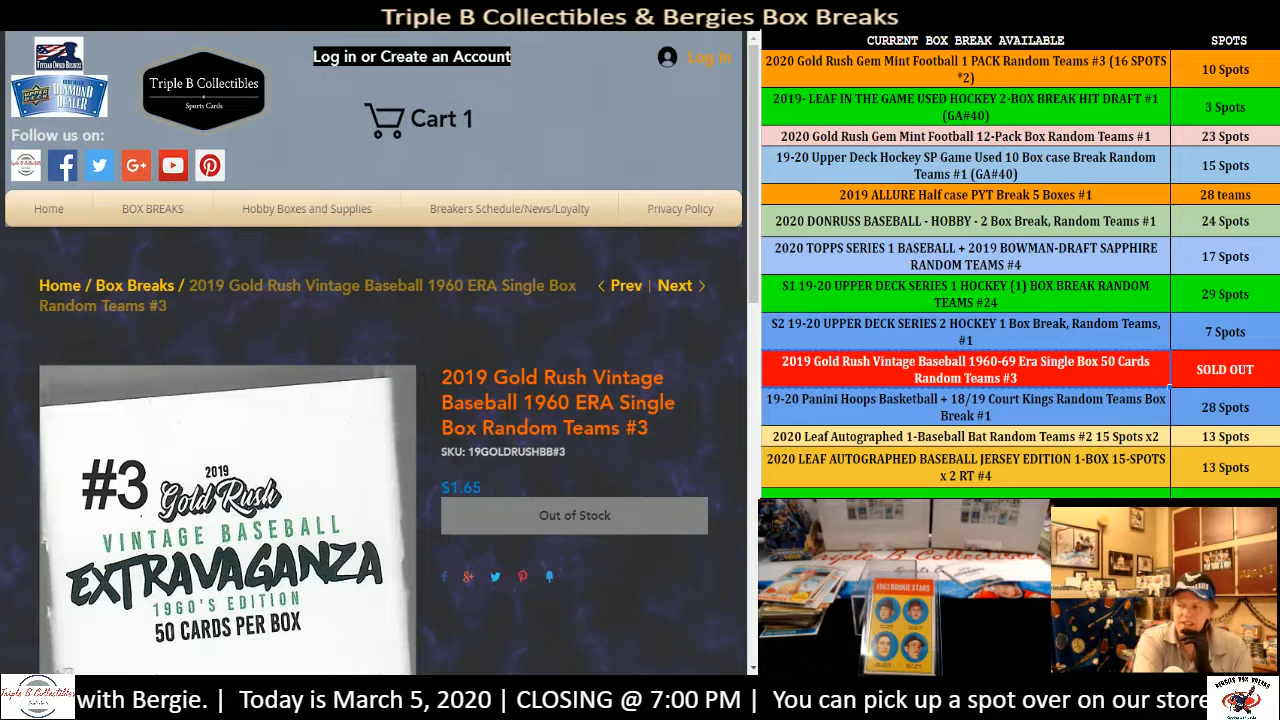 Triple B Collectibles & Bergies Box Breaks
Log in or Create an Account
Log In
Triple B Collectibles
Sports Cards
Cart 1
Follow us on:
Home
BOX BREAKS
Hobby Boxes and Supplies
Breakers Schedule/News/Loyalty
Privacy Policy
Home / Box Breaks / 2019 Gold Rush Vintage Baseball 1960 ERA Single Box
Random Teams #3
Prev | Next
#3
2019
Gold Rush
VINTAGE BASEBALL
EXTRAVAGANZA
1960'S EDITION
50 CARDS PER BOX
2019 Gold Rush Vintage
Baseball 1960 ERA Single
Box Random Teams #3
SKU: 19GOLDRUSHBB#3
$1.65
Out of Stock
CURRENT BOX BREAK AVAILABLE SPOTS
2020 Gold Rush Gem Mint Football 1 PACK Random Teams #3 (16 SPOTS
*2)
10 Spots
2019- LEAF IN THE GAME USED HOCKEY 2-BOX BREAK HIT DRAFT #1
(GA#40)
3 Spots
2020 Gold Rush Gem Mint Football 12-Pack Box Random Teams #1
23 Spots
19-20 Upper Deck Hockey SP Game Used 10 Box case Break Random
Teams #1 (GA#40)
15 Spots
2019 ALLURE Half case PYT Break 5 Boxes #1
28 teams
2020 DONRUSS BASEBALL - HOBBY - 2 Box Break, Random Teams #1
24 Spots
2020 TOPPS SERIES 1 BASEBALL + 2019 BOWMAN-DRAFT SAPPHIRE
RANDOM TEAMS #4
17 Spots
S1 19-20 UPPER DECK SERIES 1 HOCKEY (1) BOX BREAK RANDOM
TEAMS #24
29 Spots
S2 19-20 UPPER DECK SERIES 2 HOCKEY 1 Box Break, Random Teams,
#1
7 Spots
2019 Gold Rush Vintage Baseball 1960-69 Era Single Box 50 Cards
Random Teams #3
SOLD OUT
19-20 Panini Hoops Basketball + 18/19 Court Kings Random Teams Box
Break #1
28 Spots
2020 Leaf Autographed 1-Baseball Bat Random Teams #2 15 Spots x2
13 Spots
2020 LEAF AUTOGRAPHED BASEBALL JERSEY EDITION 1-BOX 15-SPOTS
x 2 RT #4
13 Spots
Triple B Collectibles
1963 ROOKIE STARS
with Bergie. | Today is March 5, 2020 | CLOSING @ 7:00 PM | You can pick up a spot over on our store